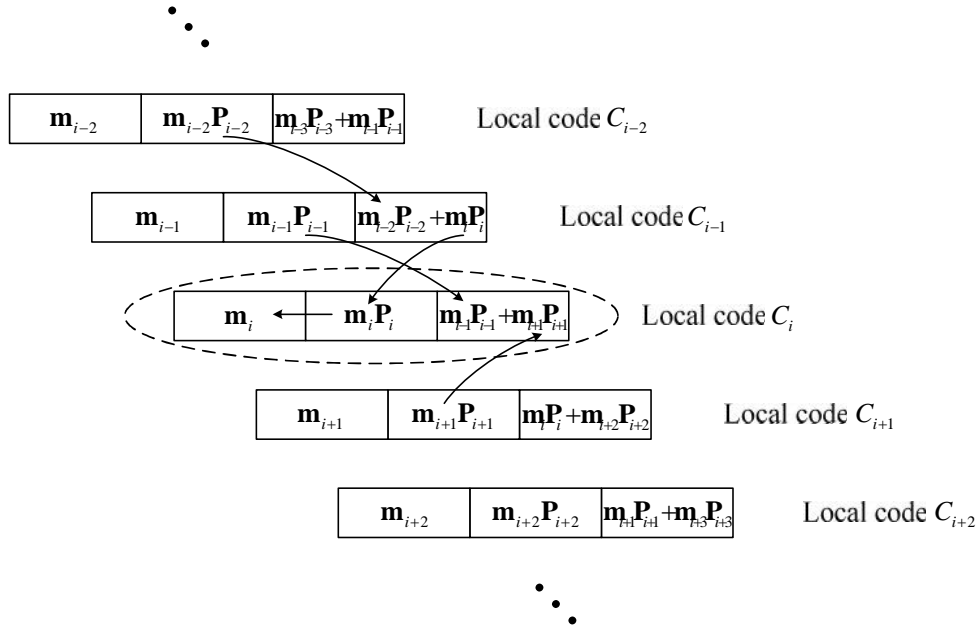 m_{i−2} m_{i−2}P_{i−2} m_{i−3}P_{i−3}+m_{i−1}P_{i−1} Local code C_{i−2}
m_{i−1} m_{i−1}P_{i−1} m_{i−2}P_{i−2}+m_iP_i Local code C_{i−1}
m_i m_iP_i m_{i−1}P_{i−1}+m_{i+1}P_{i+1} Local code C_i
m_{i+1} m_{i+1}P_{i+1} m_iP_i+m_{i+2}P_{i+2} Local code C_{i+1}
m_{i+2} m_{i+2}P_{i+2} m_{i+1}P_{i+1}+m_{i+3}P_{i+3} Local code C_{i+2}